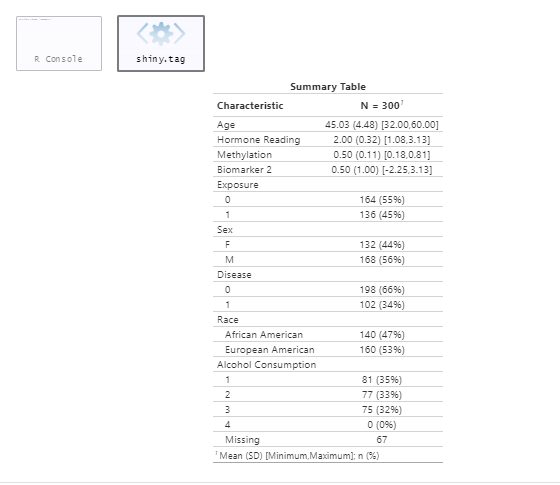 R Console
shiny.tag
Summary Table
Characteristic N = 300¹
Age 45.03 (4.48) [32.00,60.00]
Hormone Reading 2.00 (0.32) [1.08,3.13]
Methylation 0.50 (0.11) [0.18,0.81]
Biomarker 2 0.50 (1.00) [-2.25,3.13]
Exposure
0 164 (55%)
1 136 (45%)
Sex
F 132 (44%)
M 168 (56%)
Disease
0 198 (66%)
1 102 (34%)
Race
African American 140 (47%)
European American 160 (53%)
Alcohol Consumption
1 81 (35%)
2 77 (33%)
3 75 (32%)
4 0 (0%)
Missing 67
¹ Mean (SD) [Minimum,Maximum]; n (%)